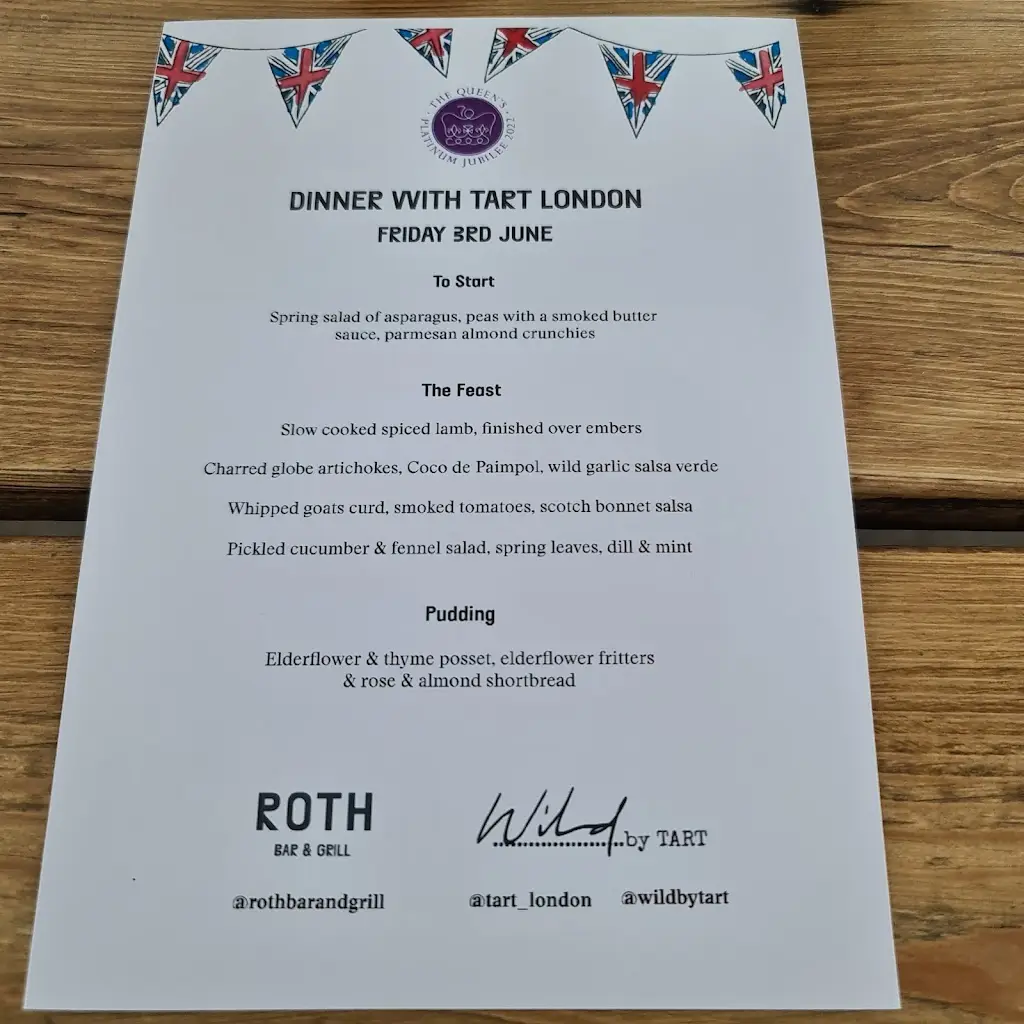 THE QUEEN'S
70
PLATINUM JUBILEE 2022
DINNER WITH TART LONDON
FRIDAY 3RD JUNE
To Start
Spring salad of asparagus, peas with a smoked butter
sauce, parmesan almond crunchies
The Feast
Slow cooked spiced lamb, finished over embers
Charred globe artichokes, Coco de Paimpol, wild garlic salsa verde
Whipped goats curd, smoked tomatoes, scotch bonnet salsa
Pickled cucumber & fennel salad, spring leaves, dill & mint
Pudding
Elderflower & thyme posset, elderflower fritters
& rose & almond shortbread
ROTH
BAR & GRILL
Wild by TART
@rothbarandgrill
@tart_london @wildbytart